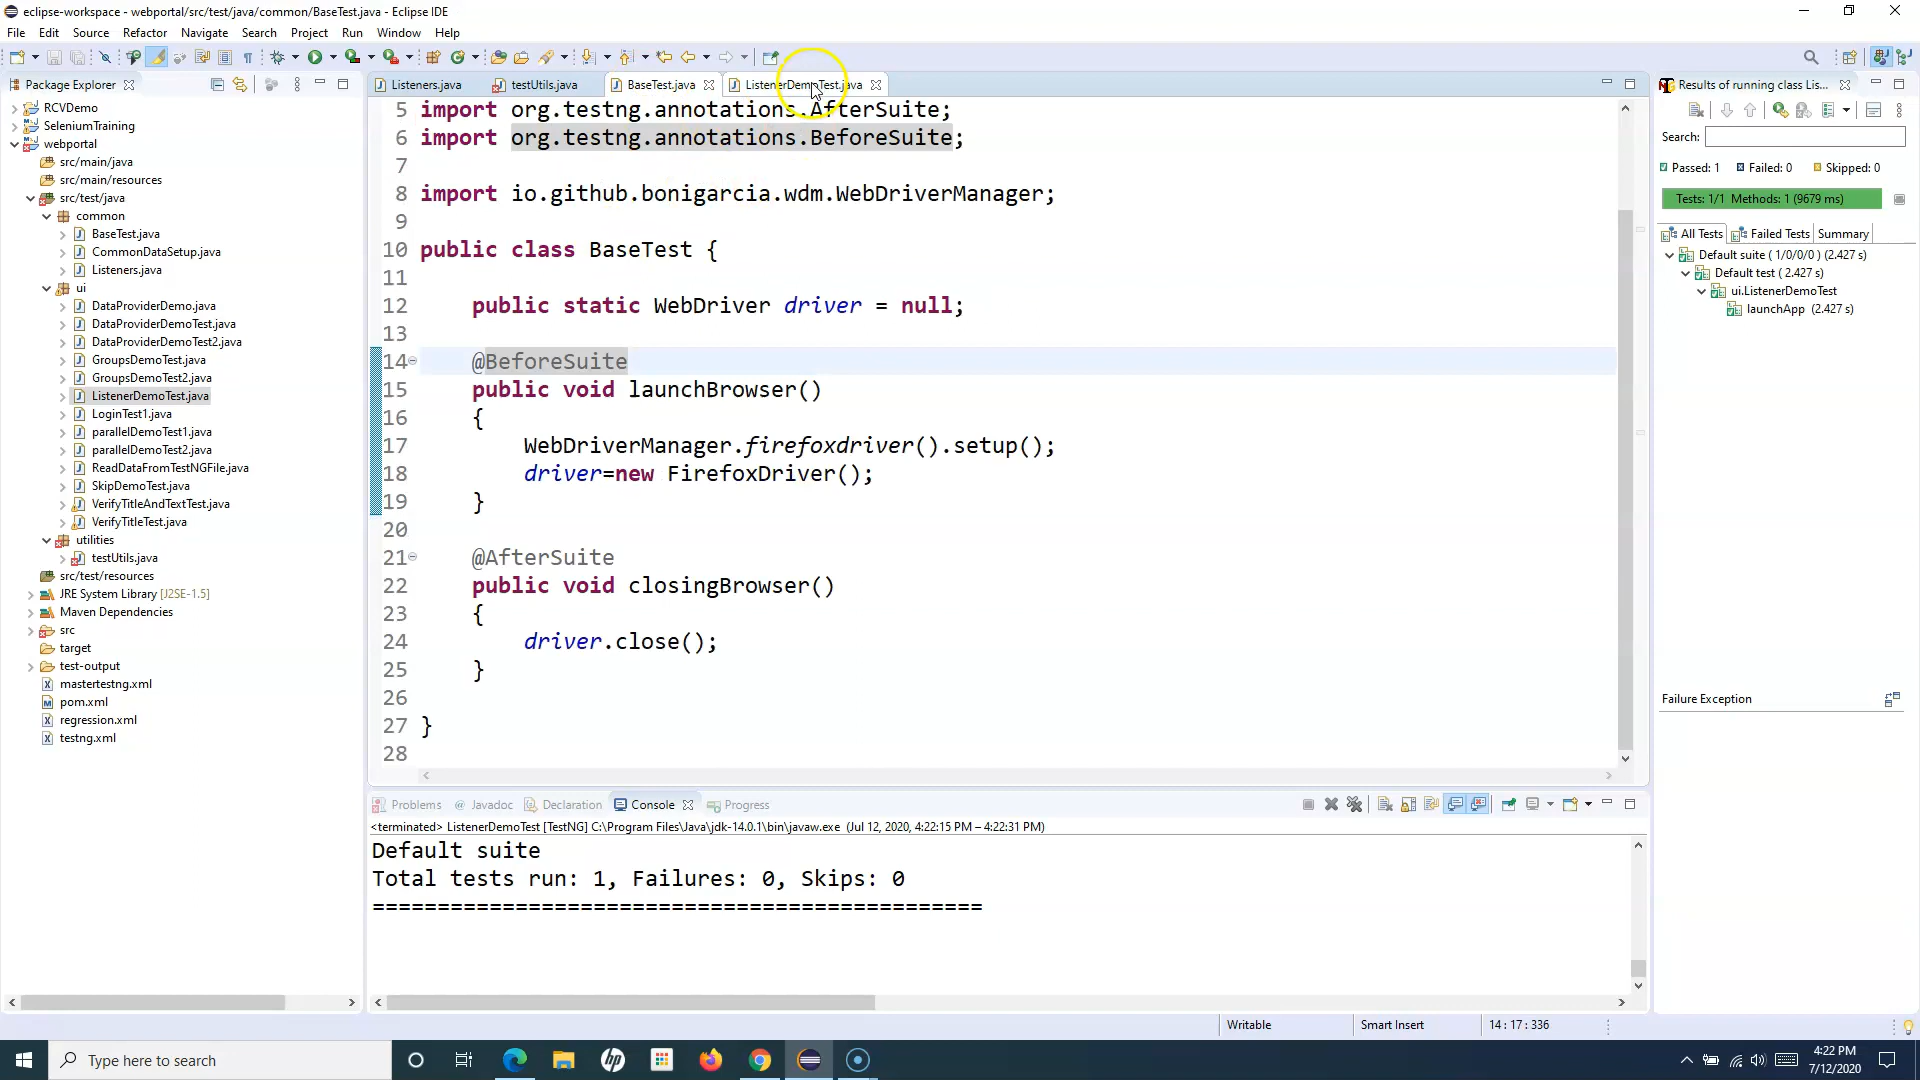 eclipse-workspace - webportal/src/test/java/common/BaseTest.java - Eclipse IDE
File Edit Source Refactor Navigate Search Project Run Window Help
Package Explorer
RCVDemo
SeleniumTraining
webportal
src/main/java
src/main/resources
src/test/java
common
BaseTest.java
CommonDataSetup.java
Listeners.java
ui
DataProviderDemo.java
DataProviderDemoTest.java
DataProviderDemoTest2.java
GroupsDemoTest.java
GroupsDemoTest2.java
ListenerDemoTest.java
LoginTest1.java
parallelDemoTest1.java
parallelDemoTest2.java
ReadDataFromTestNGFile.java
SkipDemoTest.java
VerifyTitleAndTextTest.java
VerifyTitleTest.java
utilities
testUtils.java
src/test/resources
JRE System Library [J2SE-1.5]
Maven Dependencies
src
target
test-output
mastertestng.xml
pom.xml
regression.xml
testng.xml
Listeners.java testUtils.java BaseTest.java ListenerDemoTest.java
5 import org.testng.annotations.AfterSuite;
6 import org.testng.annotations.BeforeSuite;
7
8 import io.github.bonigarcia.wdm.WebDriverManager;
9
10 public class BaseTest {
11
12 public static WebDriver driver = null;
13
14 @BeforeSuite
15 public void launchBrowser()
16 {
17 WebDriverManager.firefoxdriver().setup();
18 driver=new FirefoxDriver();
19 }
20
21 @AfterSuite
22 public void closingBrowser()
23 {
24 driver.close();
25 }
26
27 }
28
Problems Javadoc Declaration Console Progress
<terminated> ListenerDemoTest [TestNG] C:\Program Files\Java\jdk-14.0.1\bin\javaw.exe (Jul 12, 2020, 4:22:15 PM – 4:22:31 PM)
Default suite
Total tests run: 1, Failures: 0, Skips: 0
===============================================
Results of running class Lis...
Search:
Passed: 1 Failed: 0 Skipped: 0
Tests: 1/1 Methods: 1 (9679 ms)
All Tests Failed Tests Summary
Default suite ( 1/0/0/0 ) (2.427 s)
Default test ( 2.427 s)
ui.ListenerDemoTest
launchApp (2.427 s)
Failure Exception
Writable Smart Insert 14 : 17 : 336
Type here to search
4:22 PM
7/12/2020